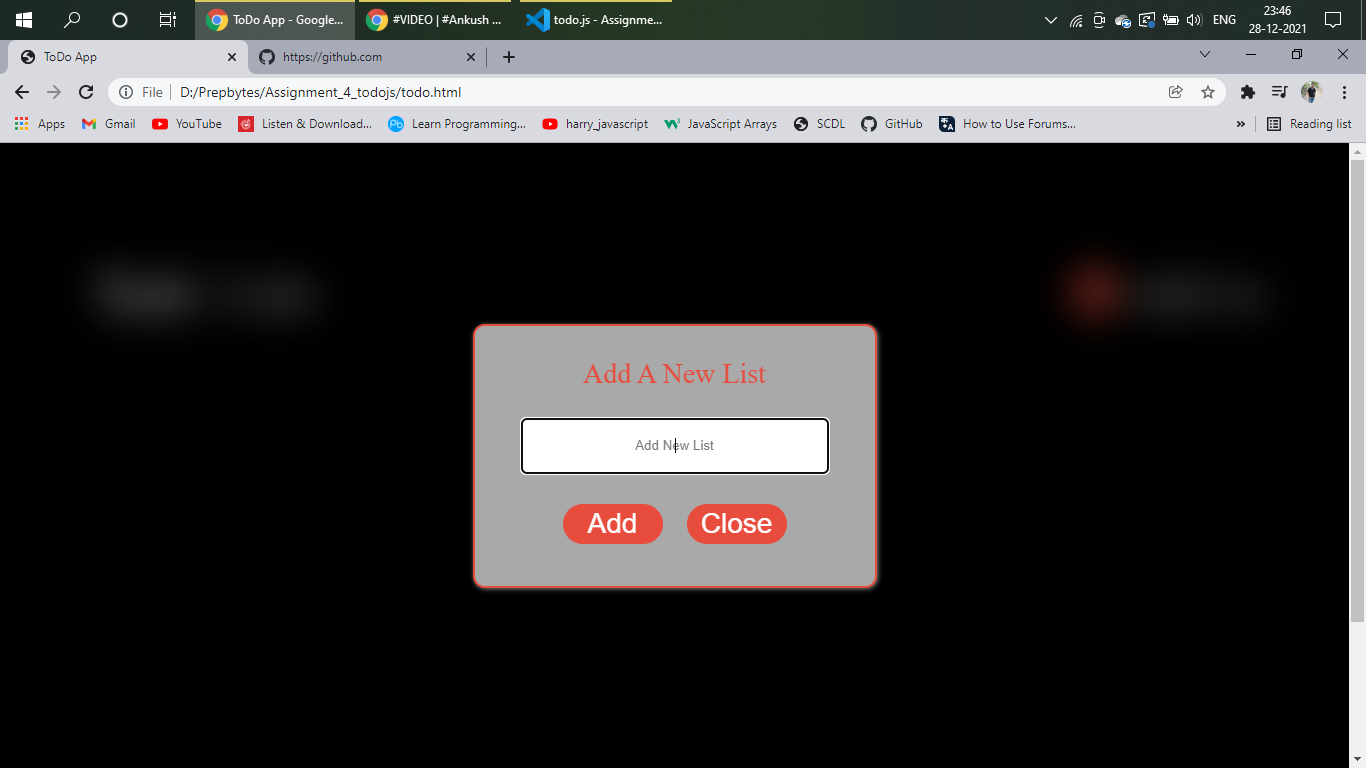 ToDo App - Google...
#VIDEO | #Ankush ...
todo.js - Assignme...
ENG
23:46
28-12-2021
ToDo App
https://github.com
File
D:/Prepbytes/Assignment_4_todojs/todo.html
Apps
Gmail
YouTube
Listen & Download...
Learn Programming...
harry_javascript
JavaScript Arrays
SCDL
GitHub
How to Use Forums...
»
Reading list
Add A New List
Add New List
Add
Close